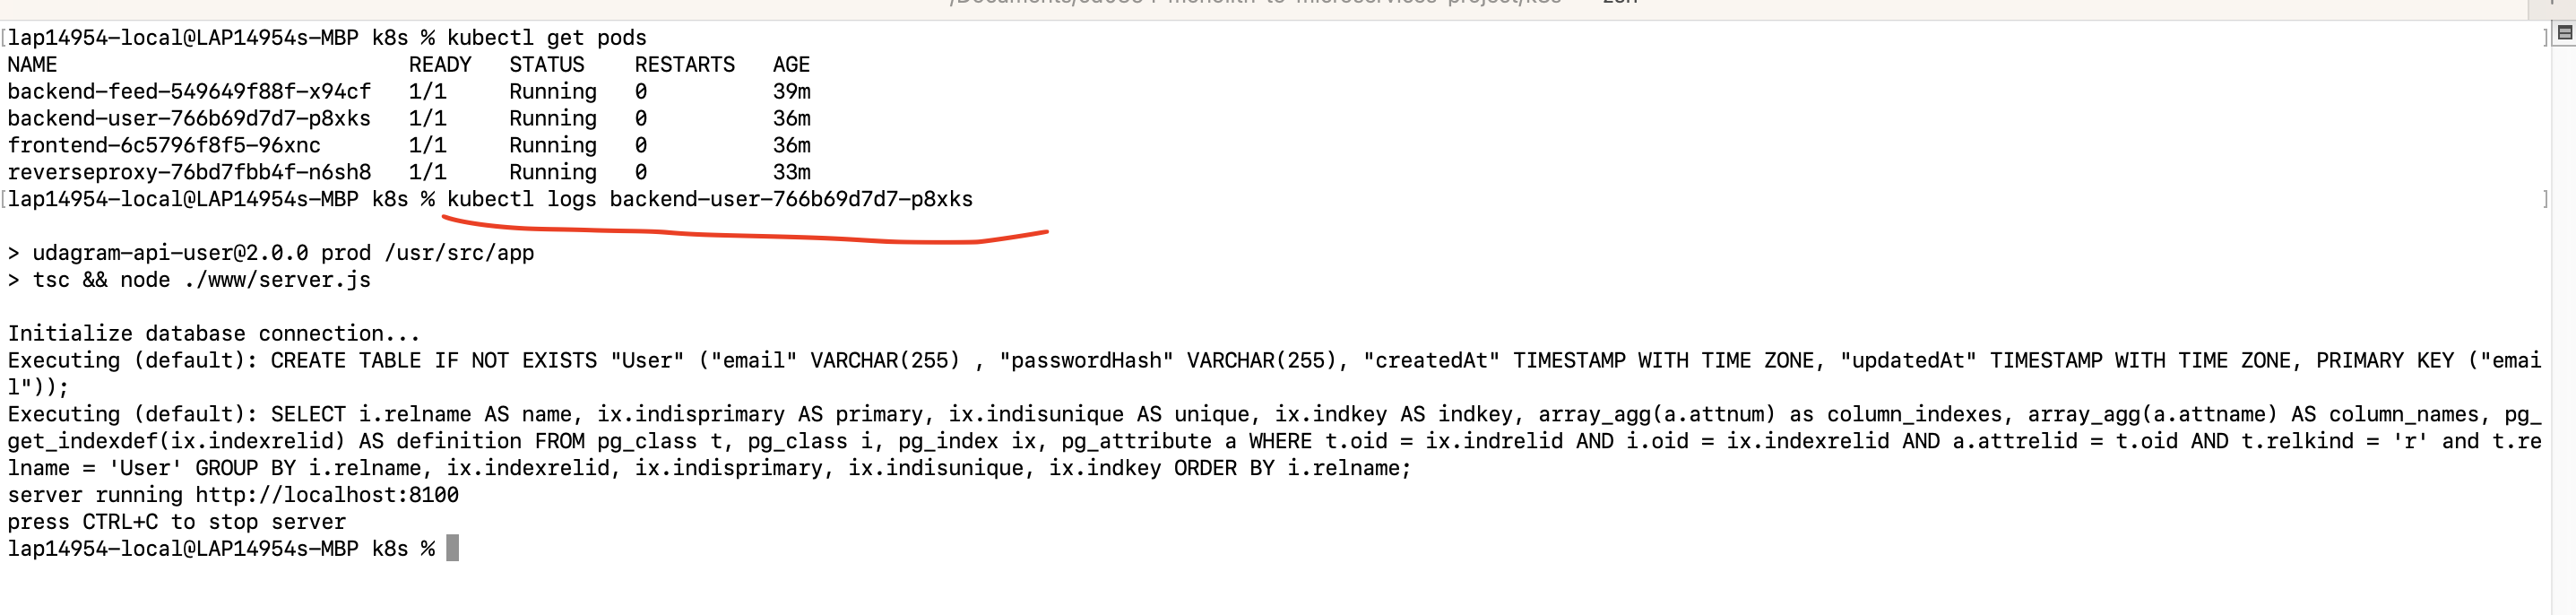 lap14954-local@LAP14954s-MBP k8s % kubectl get pods
NAME READY STATUS RESTARTS AGE
backend-feed-549649f88f-x94cf 1/1 Running 0 39m
backend-user-766b69d7d7-p8xks 1/1 Running 0 36m
frontend-6c5796f8f5-96xnc 1/1 Running 0 36m
reverseproxy-76bd7fbb4f-n6sh8 1/1 Running 0 33m
lap14954-local@LAP14954s-MBP k8s % kubectl logs backend-user-766b69d7d7-p8xks
> udagram-api-user@2.0.0 prod /usr/src/app
> tsc && node ./www/server.js
Initialize database connection...
Executing (default): CREATE TABLE IF NOT EXISTS "User" ("email" VARCHAR(255) , "passwordHash" VARCHAR(255), "createdAt" TIMESTAMP WITH TIME ZONE, "updatedAt" TIMESTAMP WITH TIME ZONE, PRIMARY KEY ("emai
l"));
Executing (default): SELECT i.relname AS name, ix.indisprimary AS primary, ix.indisunique AS unique, ix.indkey AS indkey, array_agg(a.attnum) as column_indexes, array_agg(a.attname) AS column_names, pg_
get_indexdef(ix.indexrelid) AS definition FROM pg_class t, pg_class i, pg_index ix, pg_attribute a WHERE t.oid = ix.indrelid AND i.oid = ix.indexrelid AND a.attrelid = t.oid AND t.relkind = 'r' and t.re
lname = 'User' GROUP BY i.relname, ix.indexrelid, ix.indisprimary, ix.indisunique, ix.indkey ORDER BY i.relname;
server running http://localhost:8100
press CTRL+C to stop server
lap14954-local@LAP14954s-MBP k8s %